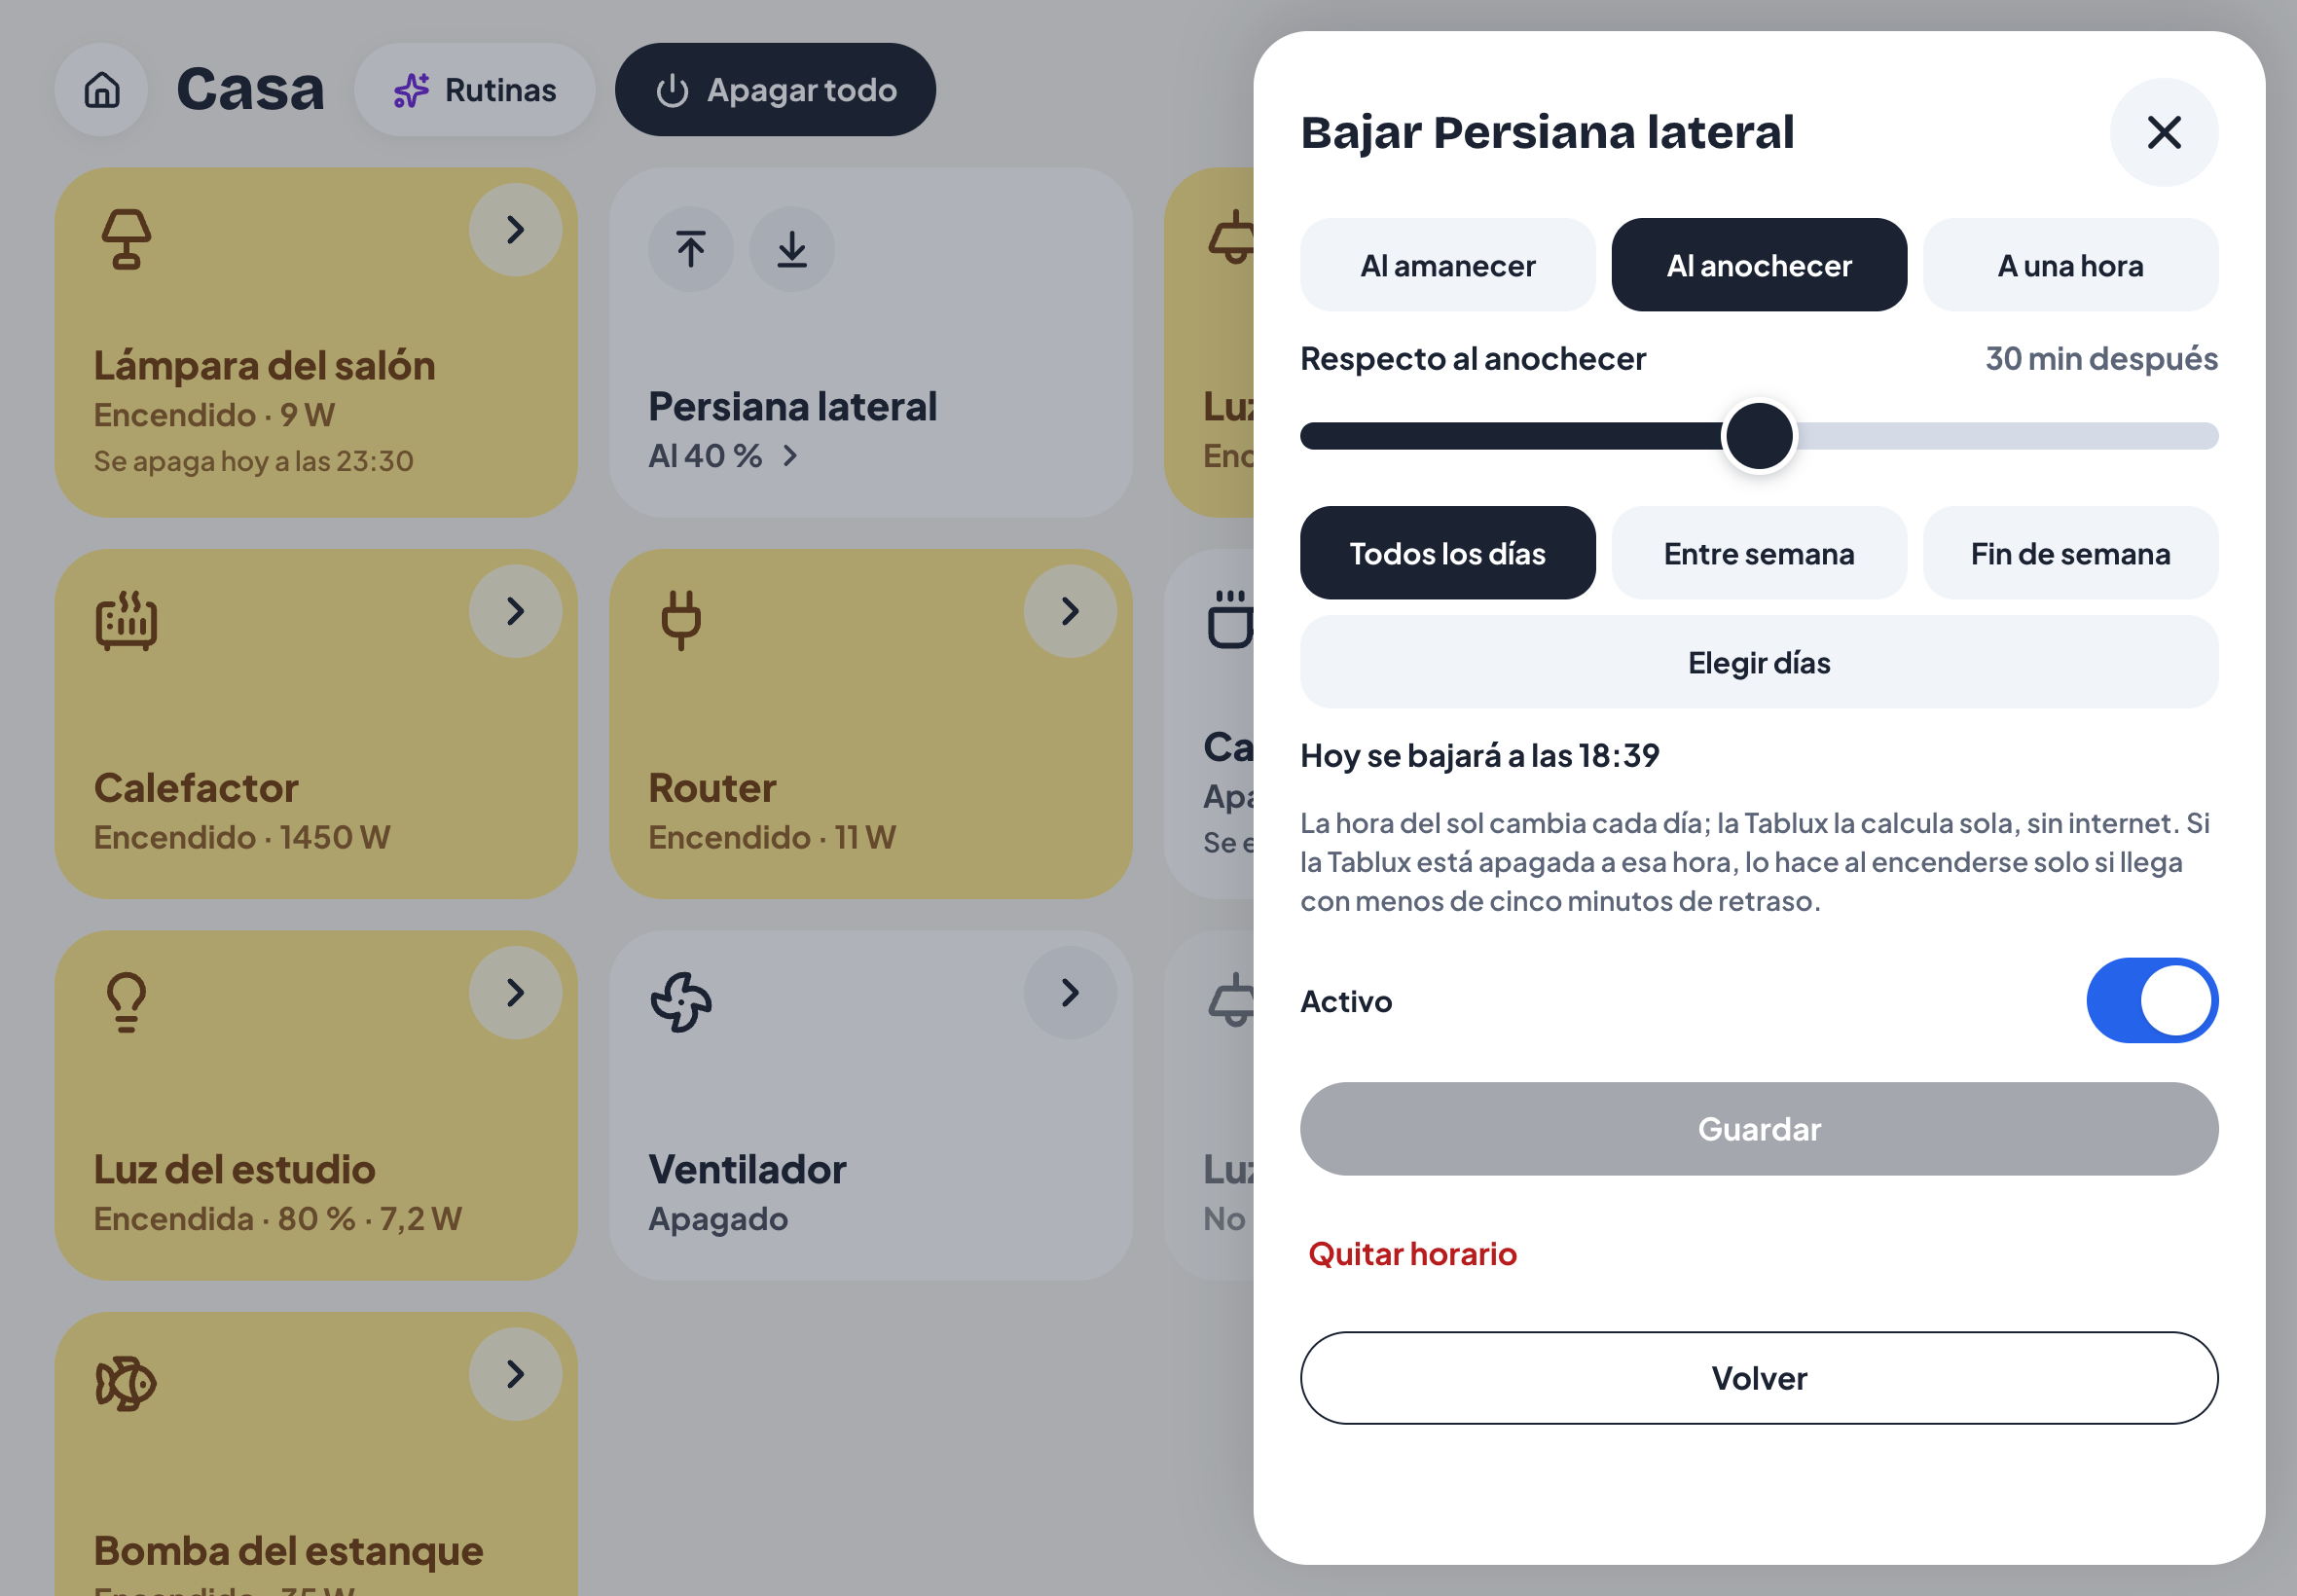 Casa
Rutinas
Apagar todo
Lámpara del salón
Encendido · 9 W
Se apaga hoy a las 23:30
Persiana lateral
Al 40 %
Calefactor
Encendido · 1450 W
Router
Encendido · 11 W
Luz del estudio
Encendida · 80 % · 7,2 W
Ventilador
Apagado
No
Bomba del estanque
Bajar Persiana lateral
Al amanecer
Al anochecer
A una hora
Respecto al anochecer
30 min después
Todos los días
Entre semana
Fin de semana
Elegir días
Hoy se bajará a las 18:39
La hora del sol cambia cada día; la Tablux la calcula sola, sin internet. Si
la Tablux está apagada a esa hora, lo hace al encenderse solo si llega
con menos de cinco minutos de retraso.
Activo
Guardar
Quitar horario
Volver